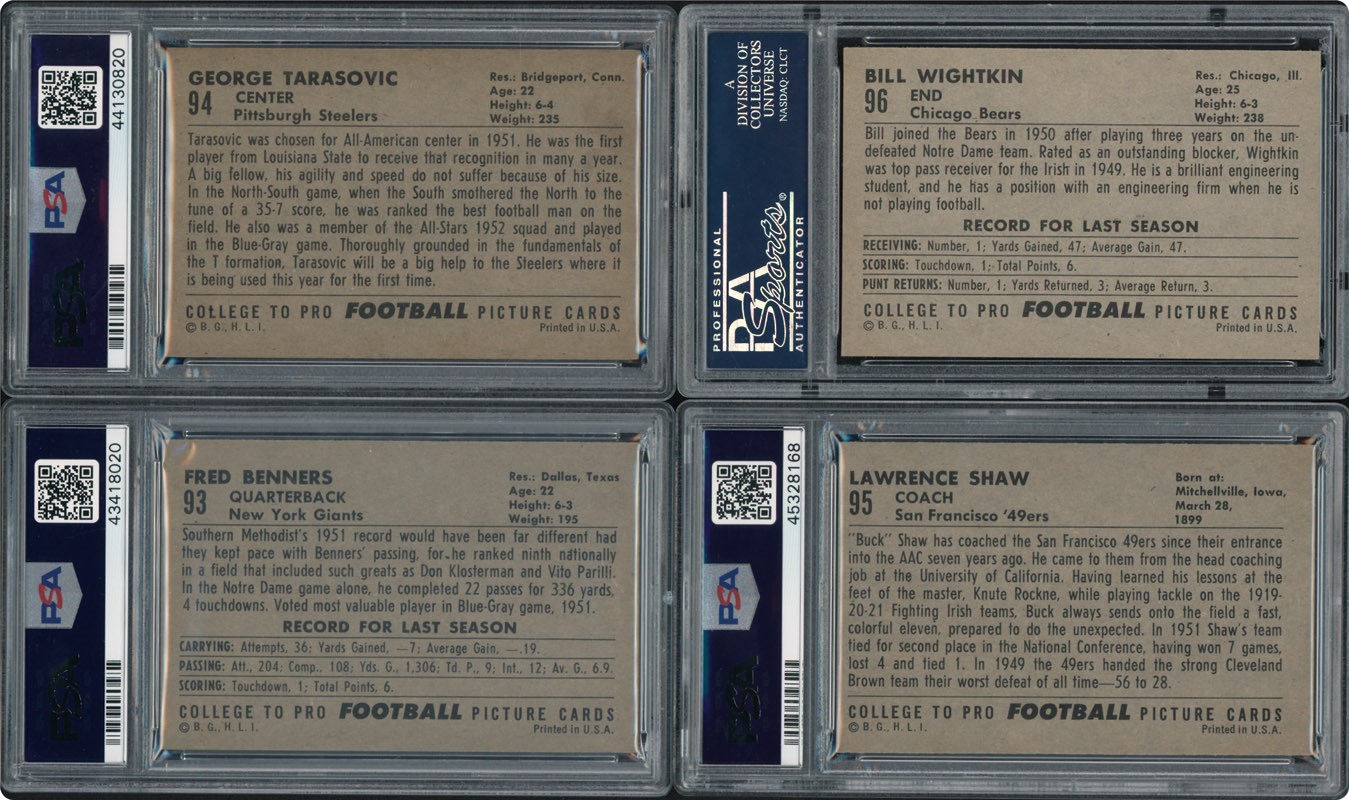 44130820
PSA
PSA
GEORGE TARASOVIC
94 CENTER
Pittsburgh Steelers
Res.: Bridgeport, Conn.
Age: 22
Height: 6-4
Weight: 235
Tarasovic was chosen for All-American center in 1951. He was the first
player from Louisiana State to receive that recognition in many a year.
A big fellow, his agility and speed do not suffer because of his size.
In the North-South game, when the South smothered the North to the
tune of a 35-7 score, he was ranked the best football man on the
field. He also was a member of the All-Stars 1952 squad and played
in the Blue-Gray game. Thoroughly grounded in the fundamentals of
the T formation, Tarasovic will be a big help to the Steelers where it
is being used this year for the first time.
COLLEGE TO PRO FOOTBALL PICTURE CARDS
© B. G., H. L. I.
Printed in U.S.A.
A
DIVISION OF
COLLECTORS
UNIVERSE
NASDAQ: CLCT
PROFESSIONAL
PSA
Sports®
AUTHENTICATOR
BILL WIGHTKIN
96 END
Chicago Bears
Res.: Chicago, Ill.
Age: 25
Height: 6-3
Weight: 238
Bill joined the Bears in 1950 after playing three years on the un-
defeated Notre Dame team. Rated as an outstanding blocker, Wightkin
was top pass receiver for the Irish in 1949. He is a brilliant engineering
student, and he has a position with an engineering firm when he is
not playing football.
RECORD FOR LAST SEASON
RECEIVING: Number, 1; Yards Gained, 47; Average Gain, 47.
SCORING: Touchdown, 1; Total Points, 6.
PUNT RETURNS: Number, 1; Yards Returned, 3; Average Return, 3.
COLLEGE TO PRO FOOTBALL PICTURE CARDS
© B. G., H. L. I.
Printed in U.S.A.
43418020
PSA
PSA
FRED BENNERS
93 QUARTERBACK
New York Giants
Res.: Dallas, Texas
Age: 22
Height: 6-3
Weight: 195
Southern Methodist's 1951 record would have been far different had
they kept pace with Benners' passing, for he ranked ninth nationally
in a field that included such greats as Don Klosterman and Vito Parilli.
In the Notre Dame game alone, he completed 22 passes for 336 yards,
4 touchdowns. Voted most valuable player in Blue-Gray game, 1951.
RECORD FOR LAST SEASON
CARRYING: Attempts, 36; Yards Gained, —7; Average Gain, —.19.
PASSING: Att., 204; Comp., 108; Yds. G., 1,306; Td. P., 9; Int., 12; Av. G., 6.9.
SCORING: Touchdown, 1; Total Points, 6.
COLLEGE TO PRO FOOTBALL PICTURE CARDS
© B. G., H. L. I.
Printed in U.S.A.
45328168
PSA
PSA
LAWRENCE SHAW
95 COACH
San Francisco '49ers
Born at:
Mitchellville, Iowa,
March 28,
1899
"Buck" Shaw has coached the San Francisco 49ers since their entrance
into the AAC seven years ago. He came to them from the head coaching
job at the University of California. Having learned his lessons at the
feet of the master, Knute Rockne, while playing tackle on the 1919-
20-21 Fighting Irish teams, Buck always sends onto the field a fast,
colorful eleven, prepared to do the unexpected. In 1951 Shaw's team
tied for second place in the National Conference, having won 7 games,
lost 4 and tied 1. In 1949 the 49ers handed the strong Cleveland
Brown team their worst defeat of all time—56 to 28.
COLLEGE TO PRO FOOTBALL PICTURE CARDS
© B. G., H. L. I.
Printed in U.S.A.